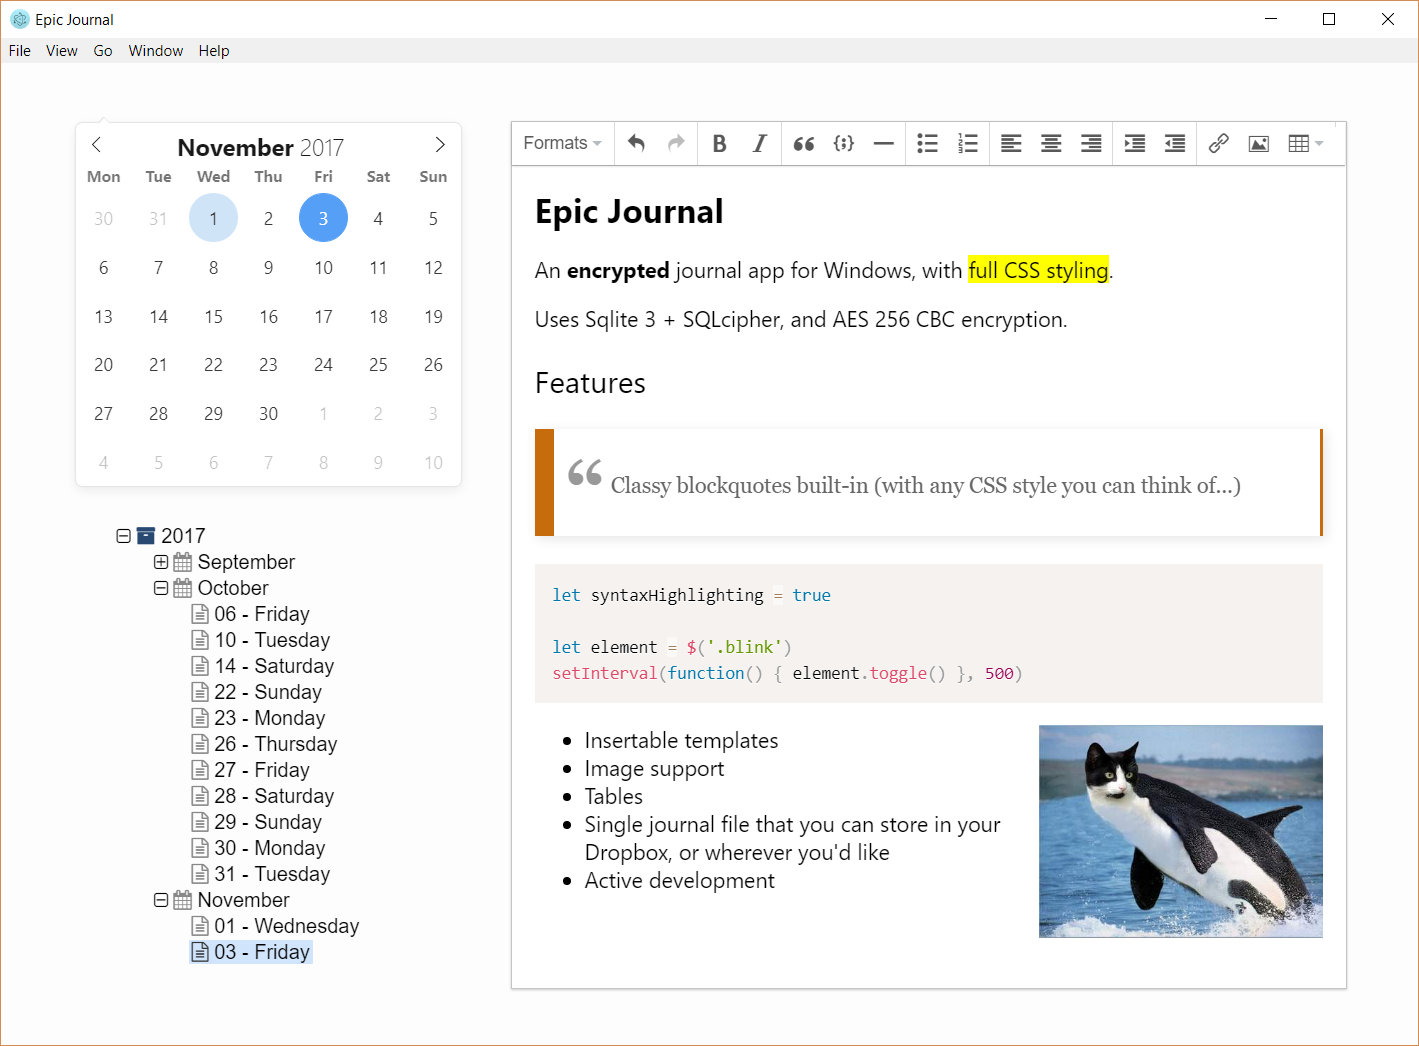 Epic Journal
File View Go Window Help
November 2017
Mon Tue Wed Thu Fri Sat Sun
30 31 1 2 3 4 5
6 7 8 9 10 11 12
13 14 15 16 17 18 19
20 21 22 23 24 25 26
27 28 29 30 1 2 3
4 5 6 7 8 9 10
2017
September
October
06 - Friday
10 - Tuesday
14 - Saturday
22 - Sunday
23 - Monday
26 - Thursday
27 - Friday
28 - Saturday
29 - Sunday
30 - Monday
31 - Tuesday
November
01 - Wednesday
03 - Friday
Formats
Epic Journal
An encrypted journal app for Windows, with full CSS styling.
Uses Sqlite 3 + SQLcipher, and AES 256 CBC encryption.
Features
Classy blockquotes built-in (with any CSS style you can think of...)
let syntaxHighlighting = true
let element = $('.blink')
setInterval(function() { element.toggle() }, 500)
Insertable templates
Image support
Tables
Single journal file that you can store in your
Dropbox, or wherever you'd like
Active development